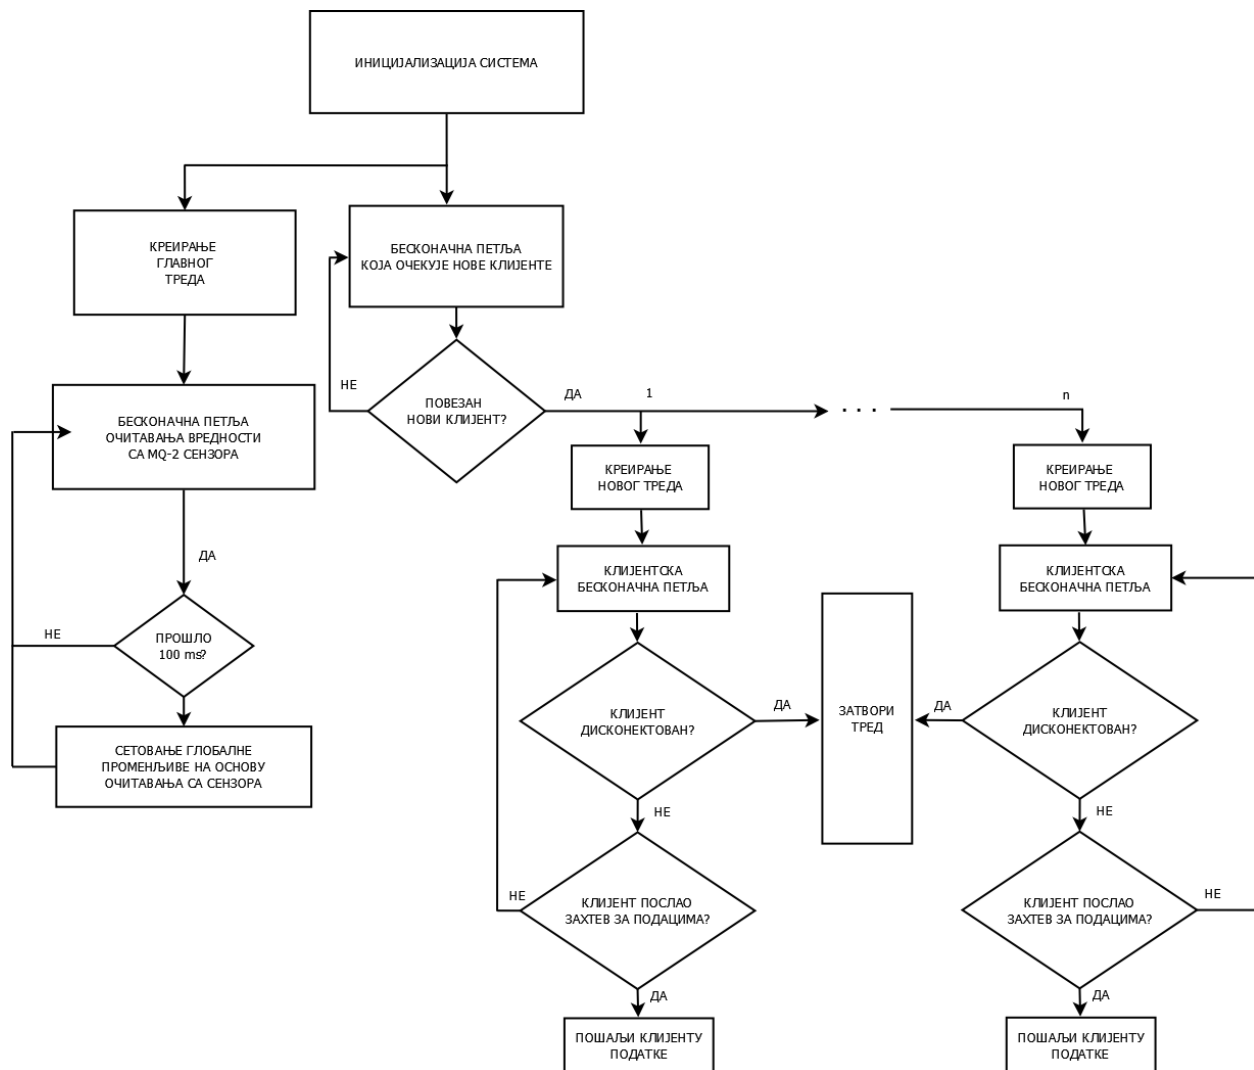 ИНИЦИЈАЛИЗАЦИЈА СИСТЕМА
КРЕИРАЊЕ
ГЛАВНОГ
ТРЕДА
БЕСКОНАЧНА ПЕТЉА
КОЈА ОЧЕКУЈЕ НОВЕ КЛИЈЕНТЕ
НЕ
ПОВЕЗАН
НОВИ КЛИЈЕНТ?
ДА
1
. . .
n
БЕСКОНАЧНА ПЕТЉА
ОЧИТАВАЊА ВРЕДНОСТИ
СА MQ-2 СЕНЗОРА
ДА
НЕ
ПРОШЛО
100 ms?
СЕТОВАЊЕ ГЛОБАЛНЕ
ПРОМЕНЉИВЕ НА ОСНОВУ
ОЧИТАВАЊА СА СЕНЗОРА
КРЕИРАЊЕ
НОВОГ ТРЕДА
КЛИЈЕНТСКА
БЕСКОНАЧНА ПЕТЉА
КЛИЈЕНТ
ДИСКОНЕКТОВАН?
ДА
НЕ
КЛИЈЕНТ ПОСЛАО
ЗАХТЕВ ЗА ПОДАЦИМА?
НЕ
ДА
ПОШАЉИ КЛИЈЕНТУ
ПОДАТКЕ
ЗАТВОРИ
ТРЕД
КРЕИРАЊЕ
НОВОГ ТРЕДА
КЛИЈЕНТСКА
БЕСКОНАЧНА ПЕТЉА
ДА
КЛИЈЕНТ
ДИСКОНЕКТОВАН?
НЕ
КЛИЈЕНТ ПОСЛАО
ЗАХТЕВ ЗА ПОДАЦИМА?
НЕ
ДА
ПОШАЉИ КЛИЈЕНТУ
ПОДАТКЕ